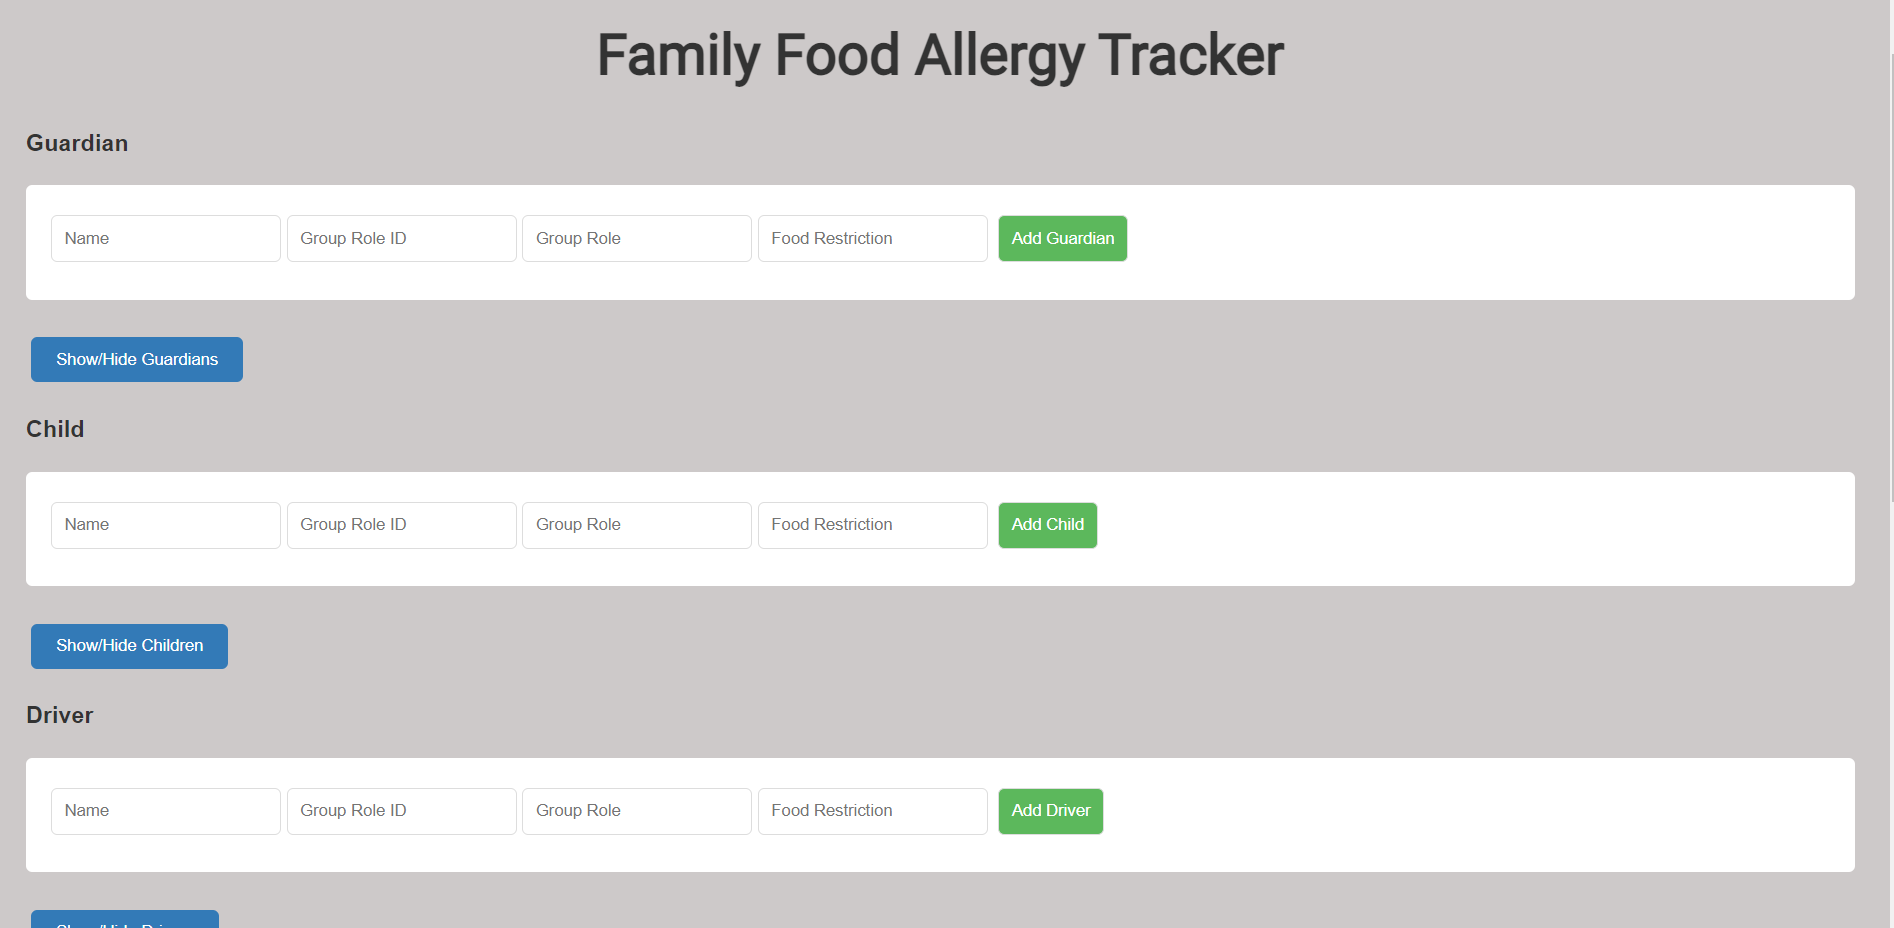 Family Food Allergy Tracker
Guardian
Name Group Role ID Group Role Food Restriction Add Guardian
Show/Hide Guardians
Child
Name Group Role ID Group Role Food Restriction Add Child
Show/Hide Children
Driver
Name Group Role ID Group Role Food Restriction Add Driver
Show/Hide